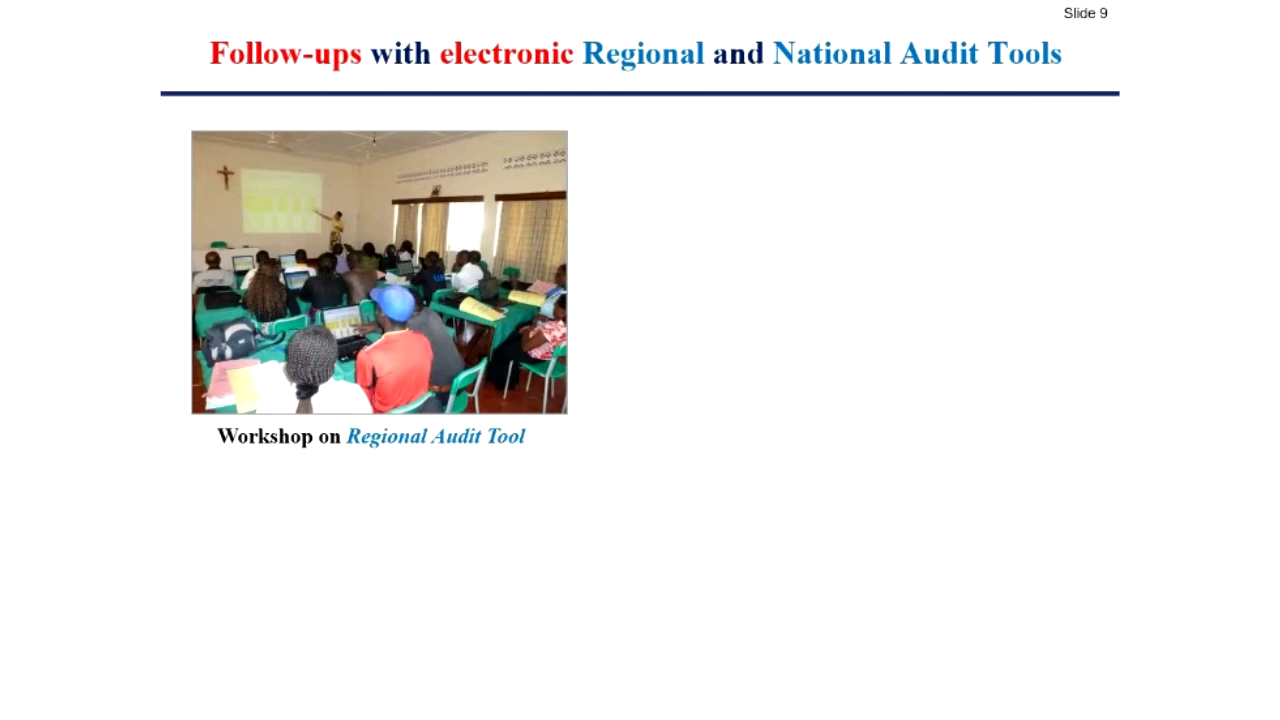 Slide 9
Follow-ups with electronic Regional and National Audit Tools
Workshop on Regional Audit Tool